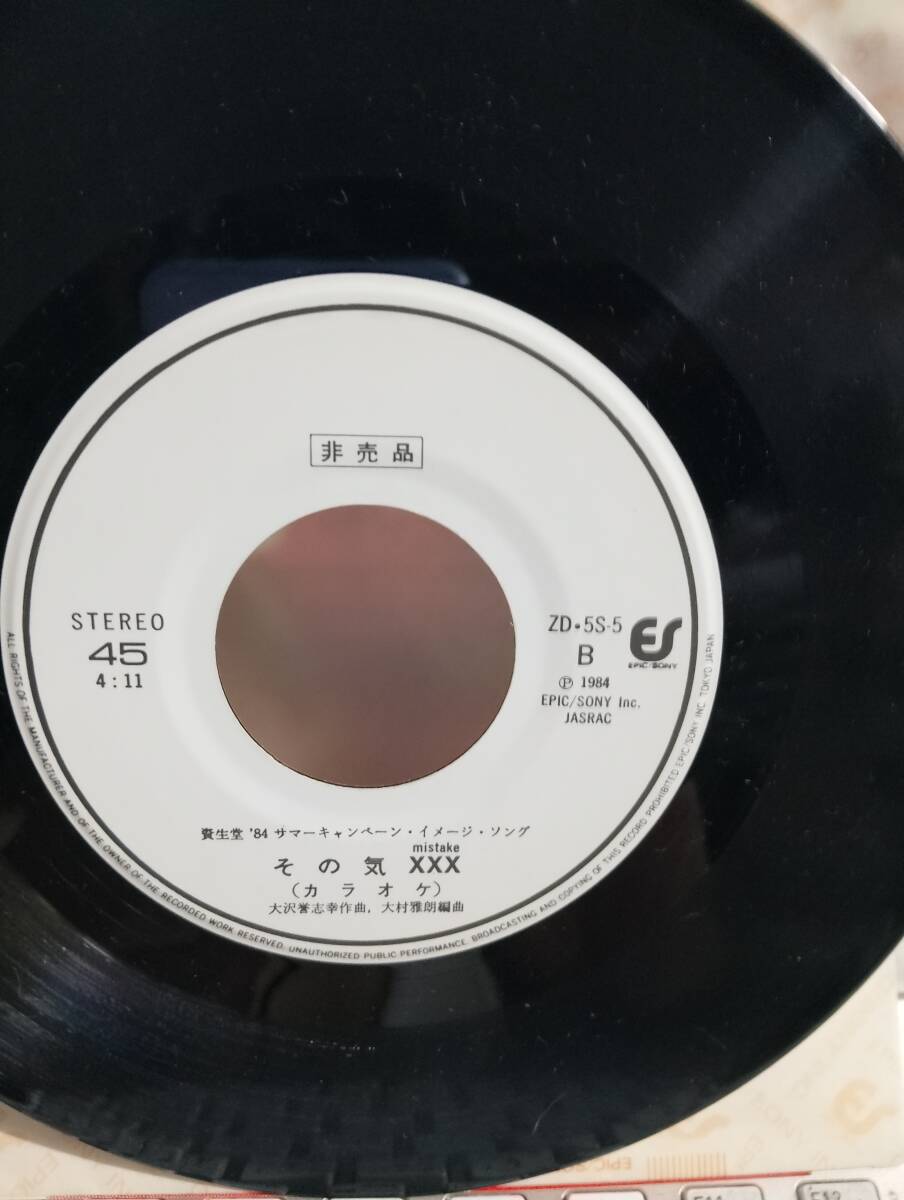 非売品
STEREO
45
4:11
ZD・5S-5
B
ES
EPIC/SONY
Ⓟ 1984
EPIC/SONY Inc.
JASRAC
資生堂 '84 サマーキャンペーン・イメージ・ソング
mistake
その気 XXX
(カラオケ)
大沢誉志幸作曲, 大村雅朗編曲
ALL RIGHTS OF THE MANUFACTURER AND OF THE OWNER OF THE RECORDED WORK RESERVED. UNAUTHORIZED PUBLIC PERFORMANCE. BROADCASTING AND COPYING OF THIS RECORD PROHIBITED EPIC/SONY INC. TOKYO JAPAN